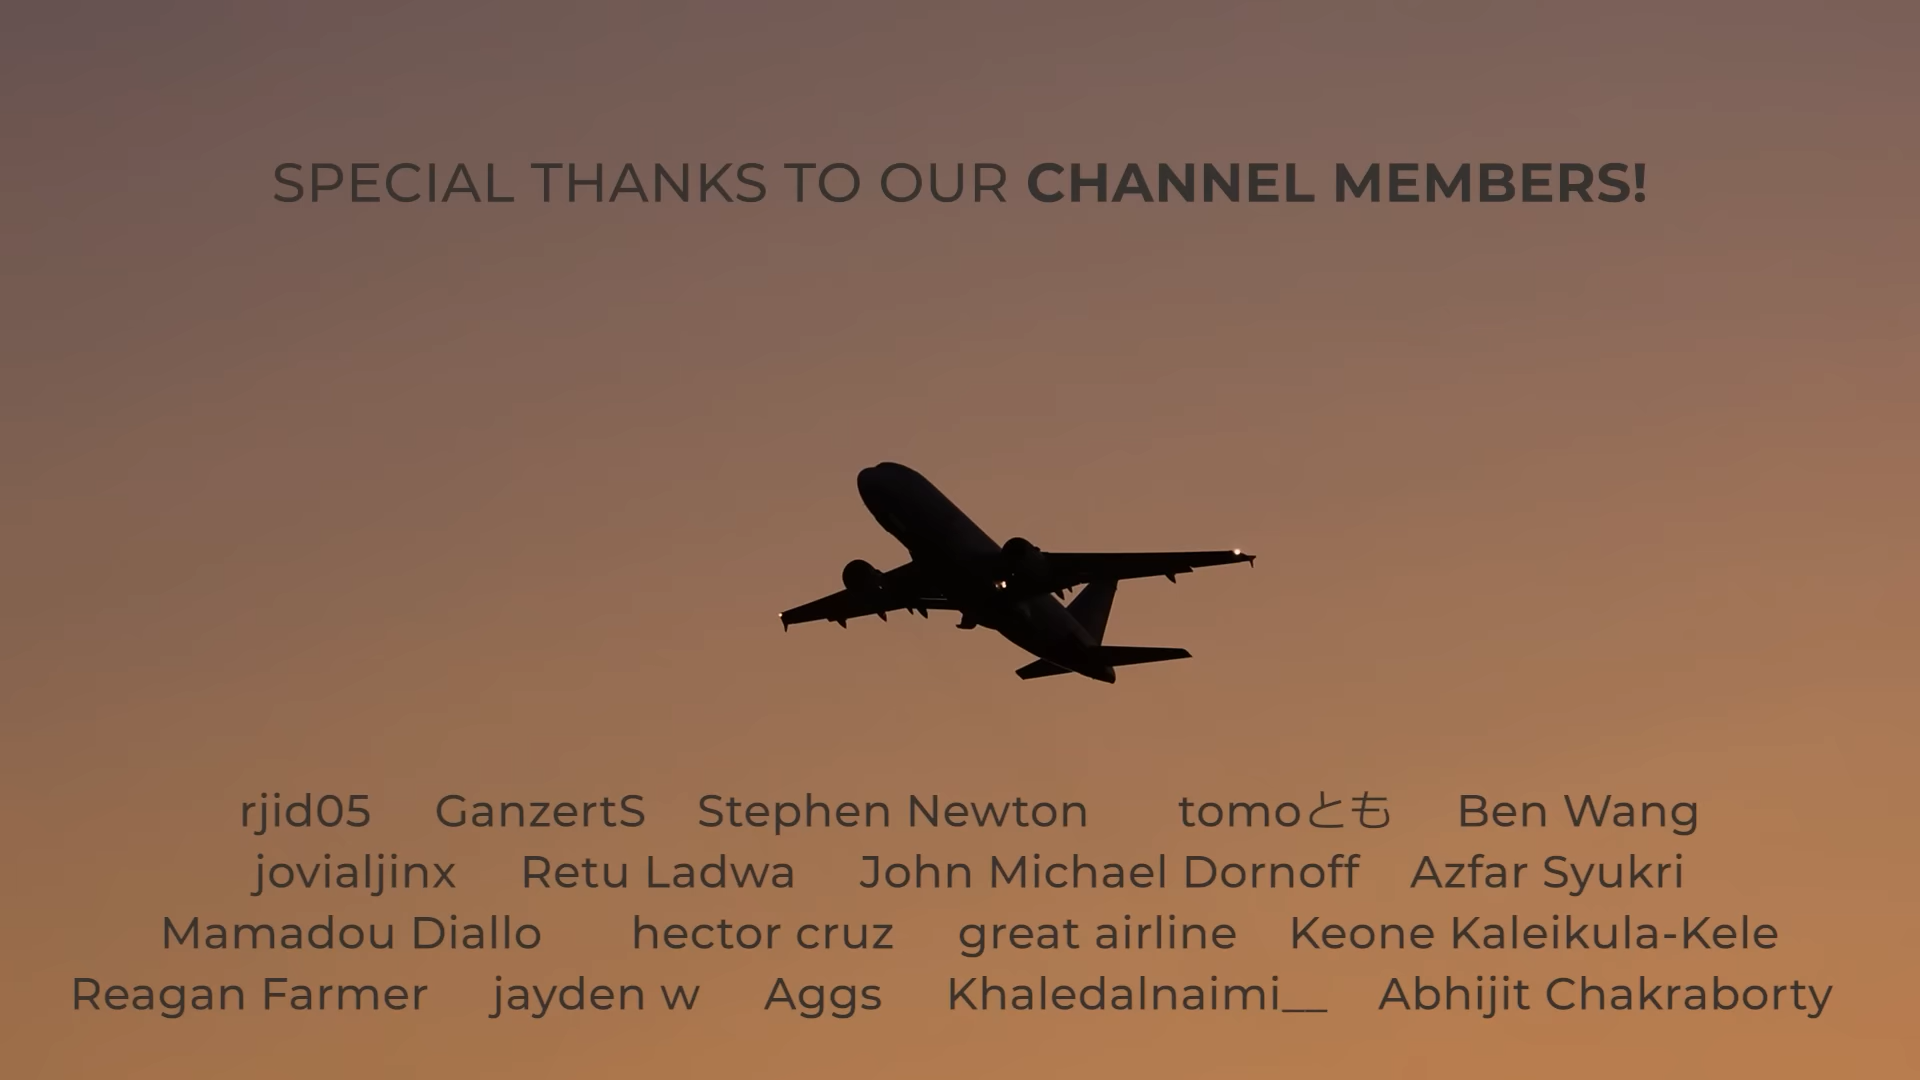 SPECIAL THANKS TO OUR CHANNEL MEMBERS!
rjid05 GanzertS Stephen Newton tomoとも Ben Wang
jovialjinx Retu Ladwa John Michael Dornoff Azfar Syukri
Mamadou Diallo hector cruz great airline Keone Kaleikula-Kele
Reagan Farmer jayden w Aggs Khaledalnaimi__ Abhijit Chakraborty